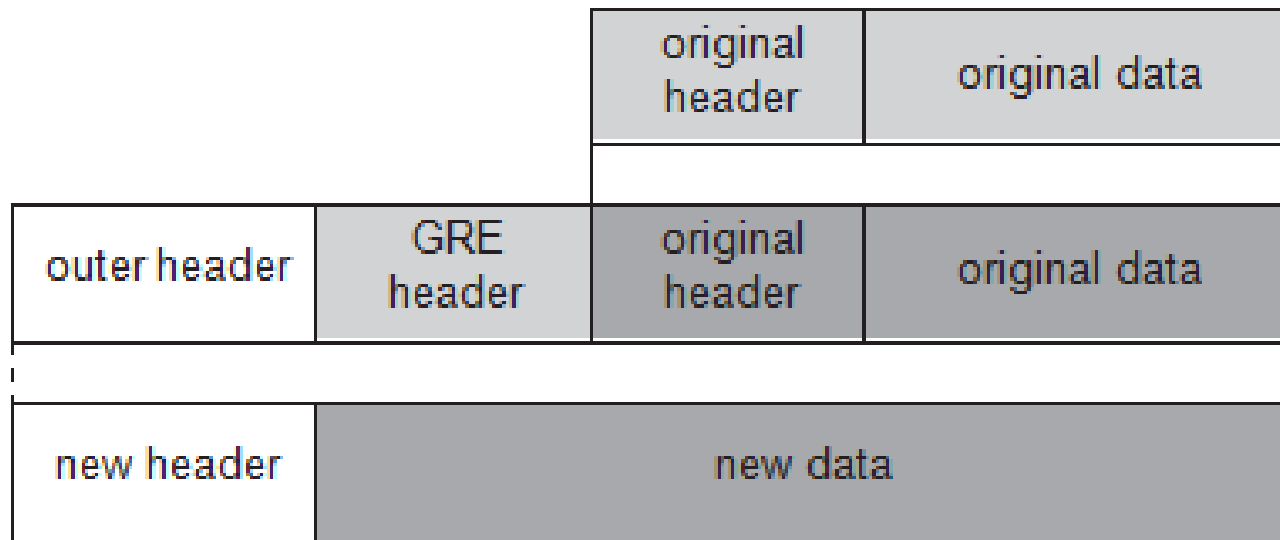 original
header
original data
outer header
GRE
header
original
header
original data
new header
new data